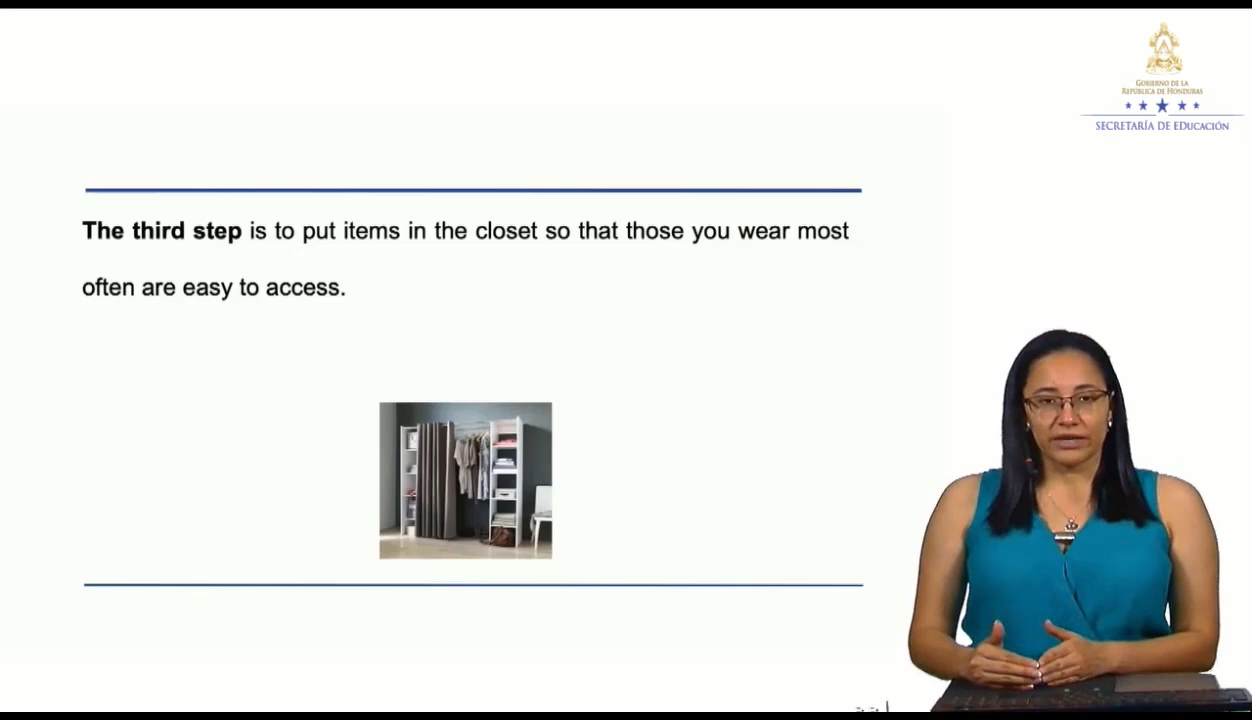 GOBIERNO DE LA
REPÚBLICA DE HONDURAS
SECRETARÍA DE EDUCACIÓN
The third step is to put items in the closet so that those you wear most
often are easy to access.